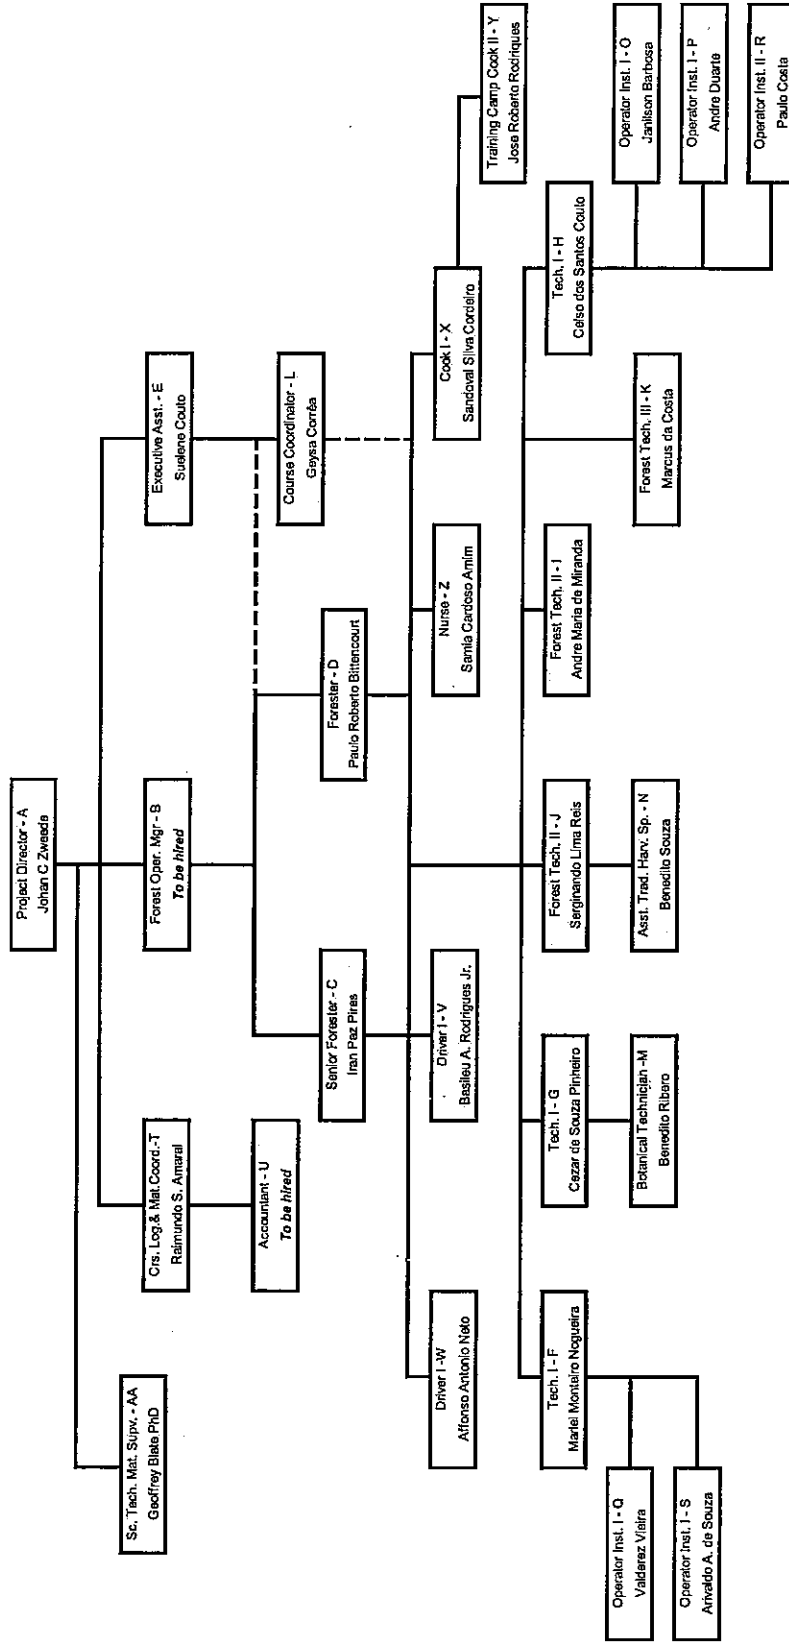 Project Director - A
Johan C Zweede
Sc. Tech. Mat. Supv. - AA
Geoffrey Blate PhD
Crs. Log.& Mat.Coord.-T
Raimundo S. Amaral
Forest Oper. Mgr - B
To be hired
Executive Asst. - E
Suelene Couto
Accountant - U
To be hired
Course Coordinator - L
Geysa Corrêa
Senior Forester - C
Iran Paz Pires
Forester - D
Paulo Roberto Bittencourt
Driver I -W
Affonso Antonio Neto
Driver I - V
Basileu A. Rodrigues Jr.
Nurse - Z
Samia Cardoso Amim
Cook I - X
Sandoval Silva Cordeiro
Training Camp Cook II - Y
Jose Roberto Rodriques
Tech. I - F
Marlei Monteiro Nogueira
Tech. I - G
Cezar de Souza Pinheiro
Forest Tech. II - J
Serginando Lima Reis
Forest Tech. II - I
Andre Maria de Miranda
Tech. I - H
Celso dos Santos Couto
Operator Inst. I - Q
Valderez Vieira
Operator Inst. I - S
Arivaldo A. de Souza
Botanical Technician -M
Benedito Ribero
Asst. Trad. Harv. Sp. - N
Benedito Souza
Forest Tech. III - K
Marcus da Costa
Operator Inst. I - O
Janilson Barbosa
Operator Inst. I - P
Andre Duarte
Operator Inst. II - R
Paulo Costa